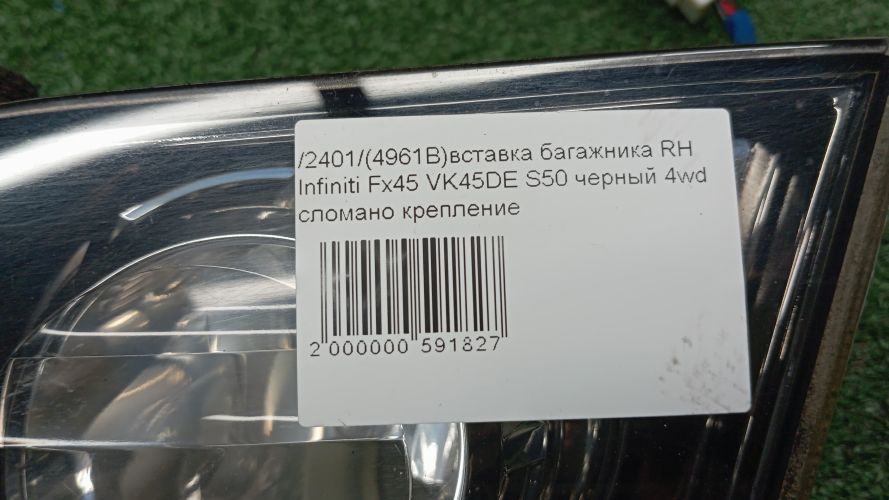 /2401/(4961B)вставка багажника RH
Infiniti Fx45 VK45DE S50 черный 4wd
сломано крепление
2 000000 591827